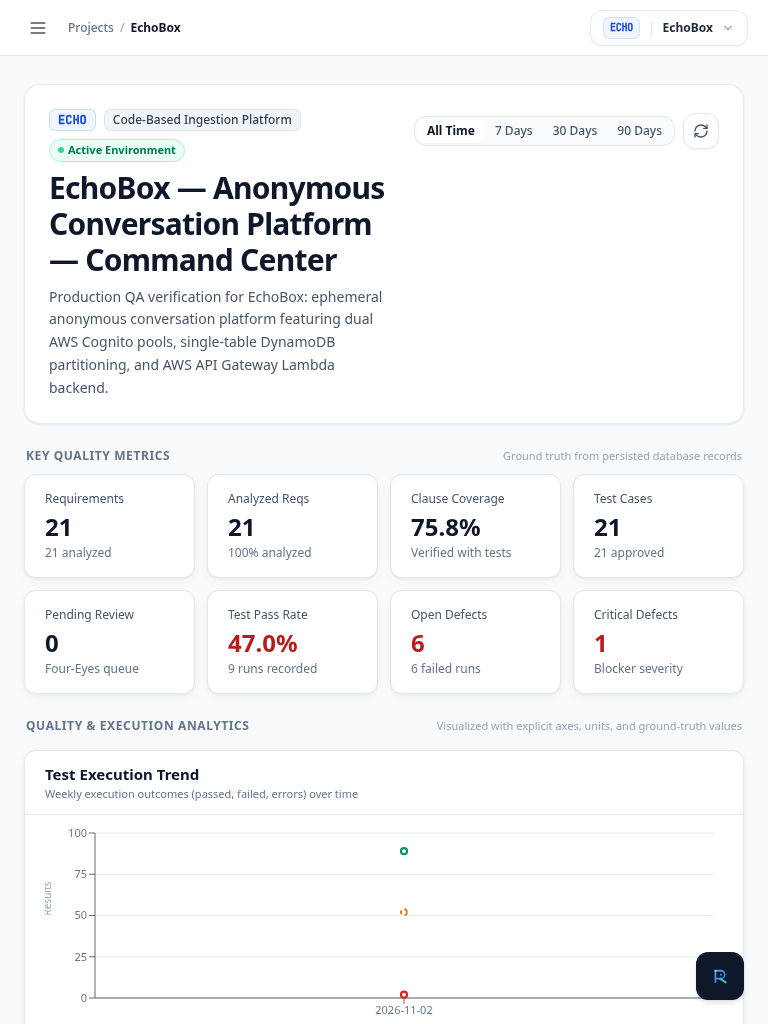 Projects / EchoBox
ECHO EchoBox
ECHO Code-Based Ingestion Platform
Active Environment
All Time 7 Days 30 Days 90 Days
EchoBox — Anonymous
Conversation Platform
— Command Center
Production QA verification for EchoBox: ephemeral
anonymous conversation platform featuring dual
AWS Cognito pools, single-table DynamoDB
partitioning, and AWS API Gateway Lambda
backend.
KEY QUALITY METRICS
Ground truth from persisted database records
Requirements
21
21 analyzed
Analyzed Reqs
21
100% analyzed
Clause Coverage
75.8%
Verified with tests
Test Cases
21
21 approved
Pending Review
0
Four-Eyes queue
Test Pass Rate
47.0%
9 runs recorded
Open Defects
6
6 failed runs
Critical Defects
1
Blocker severity
QUALITY & EXECUTION ANALYTICS
Visualized with explicit axes, units, and ground-truth values
Test Execution Trend
Weekly execution outcomes (passed, failed, errors) over time
Results
100
75
50
25
0
2026-11-02
R